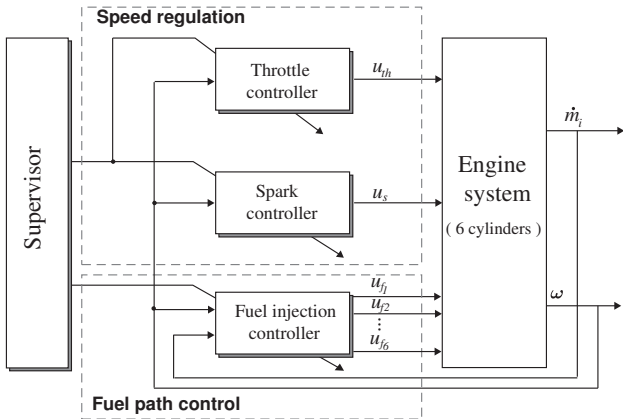 Speed regulation
Supervisor
Throttle
controller
u_th
Spark
controller
u_s
Fuel injection
controller
u_f1
u_f2
⋮
u_f6
Engine
system
( 6 cylinders )
ṁ_i
ω
Fuel path control